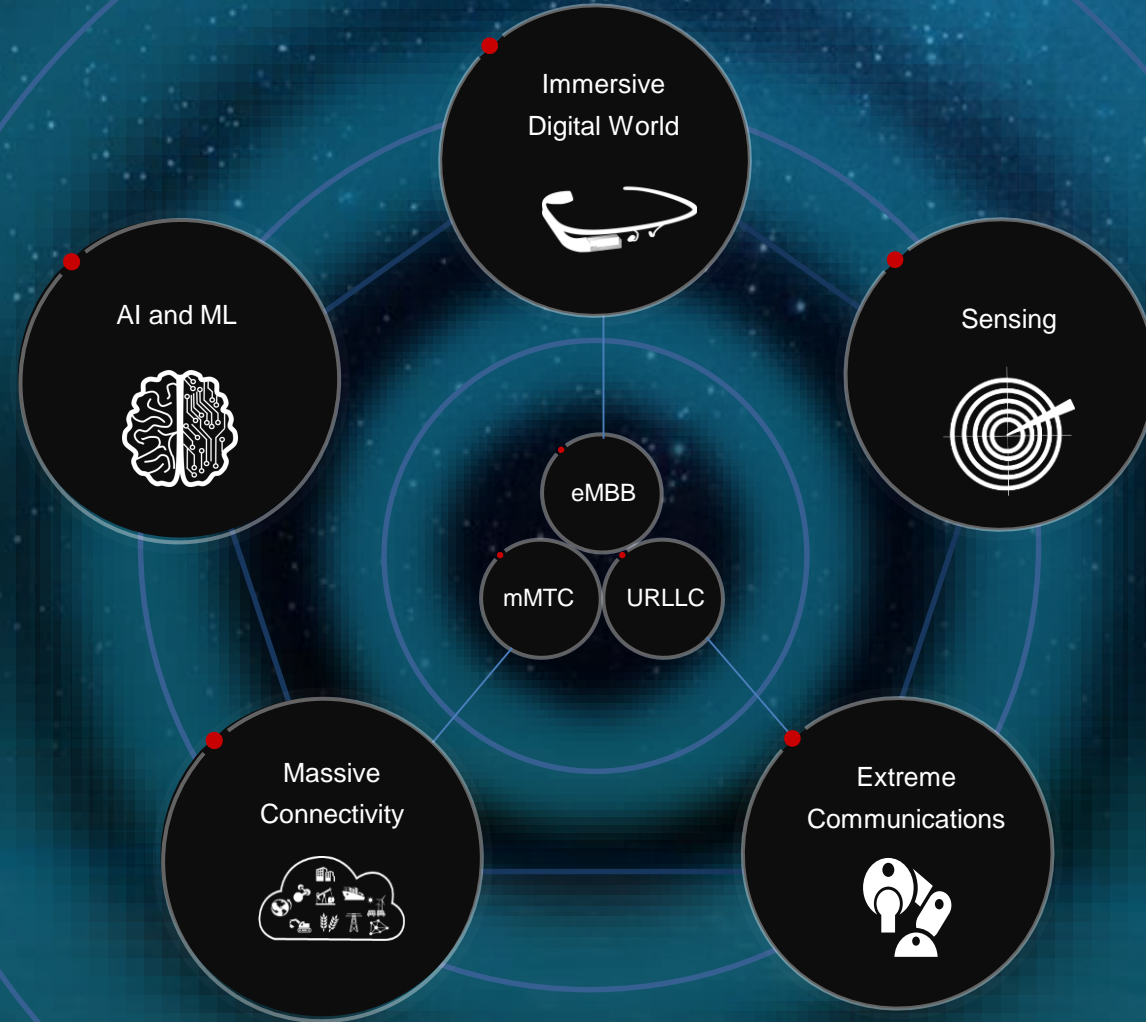 Immersive
Digital World
AI and ML
Sensing
eMBB
mMTC
URLLC
Massive
Connectivity
Extreme
Communications